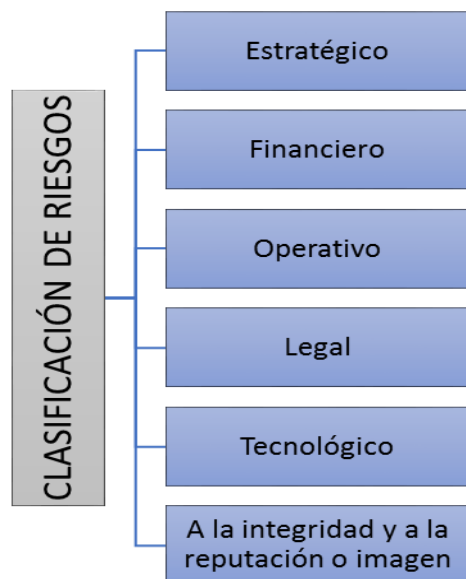 CLASIFICACIÓN DE RIESGOS
Estratégico
Financiero
Operativo
Legal
Tecnológico
A la integridad y a la
reputación o imagen